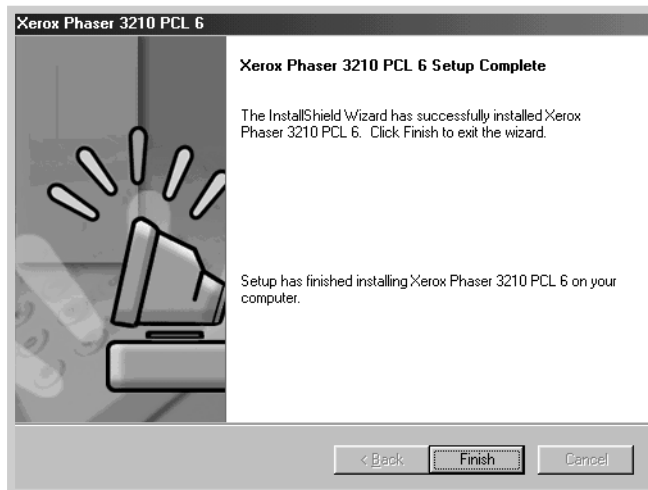 Xerox Phaser 3210 PCL 6
Xerox Phaser 3210 PCL 6 Setup Complete
The InstallShield Wizard has successfully installed Xerox
Phaser 3210 PCL 6. Click Finish to exit the wizard.
Setup has finished installing Xerox Phaser 3210 PCL 6 on your
computer.
< Back Finish Cancel